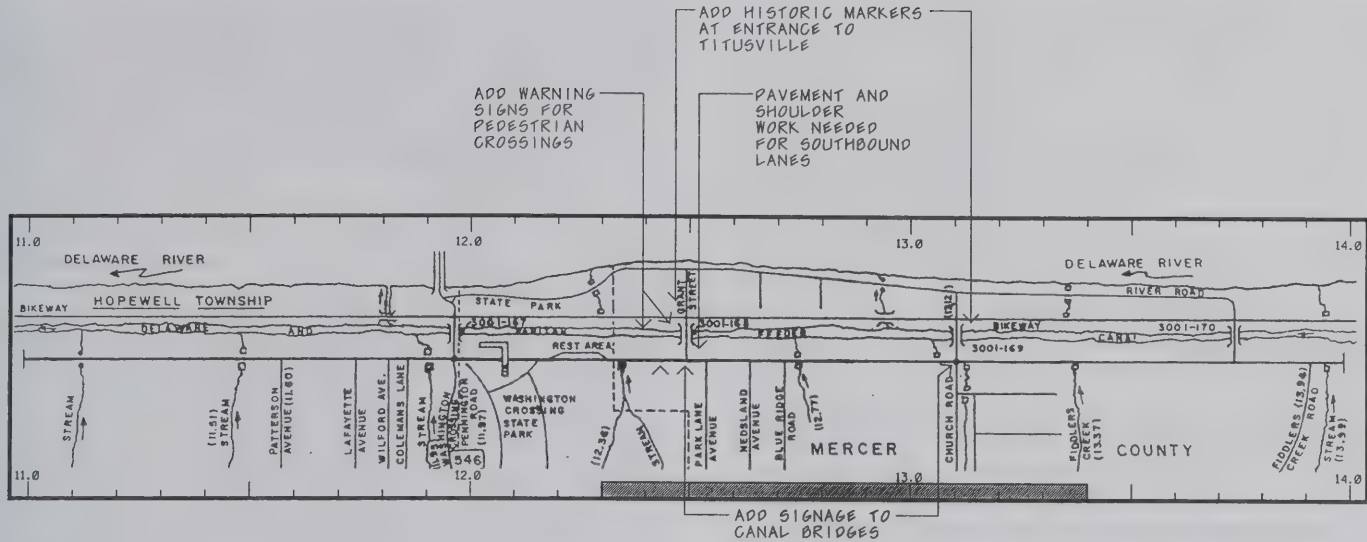 ADD HISTORIC MARKERS
AT ENTRANCE TO
TITUSVILLE
ADD WARNING
SIGNS FOR
PEDESTRIAN
CROSSINGS
PAVEMENT AND
SHOULDER
WORK NEEDED
FOR SOUTHBOUND
LANES
11.0
12.0
13.0
14.0
DELAWARE RIVER
DELAWARE RIVER
HOPEWELL TOWNSHIP
BIKEWAY
STATE PARK
GRANT
STREET
RIVER ROAD
DELAWARE AND
3001-167
RARITAN
3001-168
FEEDER
BIKEWAY
CANAL
3001-170
3001-169
REST AREA
STREAM
(11.51)
STREAM
PATTERSON
AVENUE (11.60)
LAFAYETTE
AVENUE
WILFORD AVE.
COLEMANS LANE
STREAM
(11.95)
WASHINGTON
CROSSING
PENNINGTON
ROAD
(11.97)
546
WASHINGTON
CROSSING
STATE
PARK
(12.36)
STREAM
PARK LANE
AVENUE
NEDSLAND
AVENUE
BLUE RIDGE
ROAD
(12.77)
MERCER
CHURCH ROAD
FIDDLERS
CREEK
(13.37)
COUNTY
FIDDLERS (13.96)
CREEK ROAD
STREAM
(13.99)
11.0
12.0
13.0
14.0
ADD SIGNAGE TO
CANAL BRIDGES